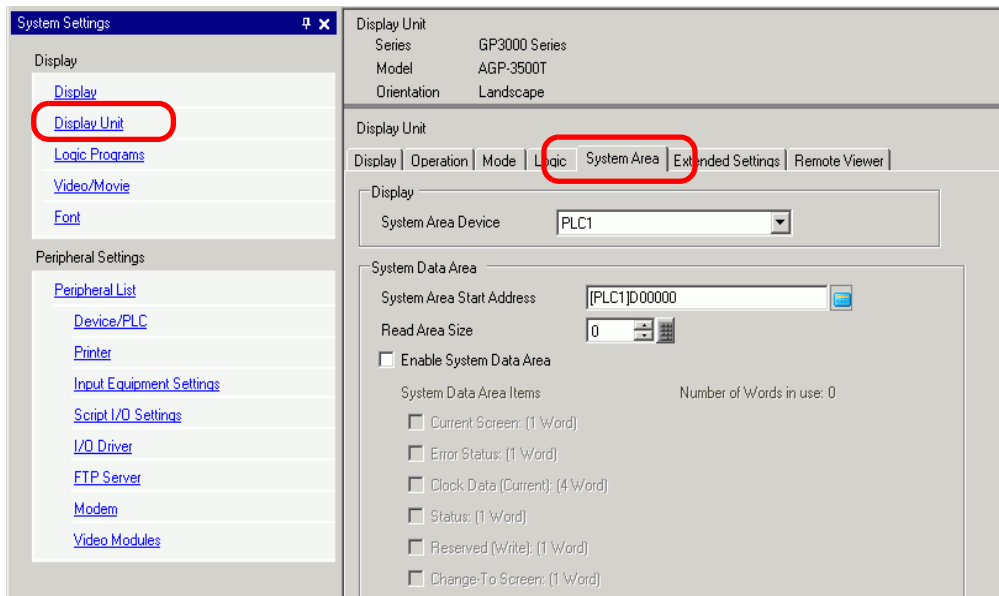 System Settings
Display
Display
Display Unit
Logic Programs
Video/Movie
Font
Peripheral Settings
Peripheral List
Device/PLC
Printer
Input Equipment Settings
Script I/O Settings
I/O Driver
FTP Server
Modem
Video Modules
Display Unit
Series GP3000 Series
Model AGP-3500T
Orientation Landscape
Display Unit
Display Operation Mode Logic System Area Extended Settings Remote Viewer
Display
System Area Device PLC1
System Data Area
System Area Start Address [PLC1]D00000
Read Area Size 0
Enable System Data Area
System Data Area Items Number of Words in use: 0
Current Screen: (1 Word)
Error Status: (1 Word)
Clock Data (Current): (4 Word)
Status: (1 Word)
Reserved (Write): (1 Word)
Change-To Screen: (1 Word)